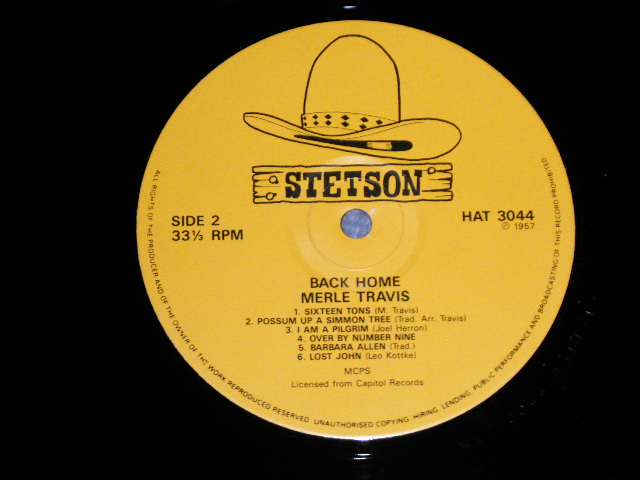 STETSON
SIDE 2
33⅓ RPM
HAT 3044
℗ 1957
BACK HOME
MERLE TRAVIS
1. SIXTEEN TONS (M. Travis)
2. POSSUM UP A SIMMON TREE (Trad. Arr. Travis)
3. I AM A PILGRIM (Joel Herron)
4. OVER BY NUMBER NINE
5. BARBARA ALLEN (Trad.)
6. LOST JOHN (Leo Kottke)
MCPS
Licensed from Capitol Records
ALL RIGHTS OF THE PRODUCER AND OF THE OWNER OF THE WORK REPRODUCED RESERVED. UNAUTHORISED COPYING, HIRING, LENDING, PUBLIC PERFORMANCE AND BROADCASTING OF THIS RECORD PROHIBITED